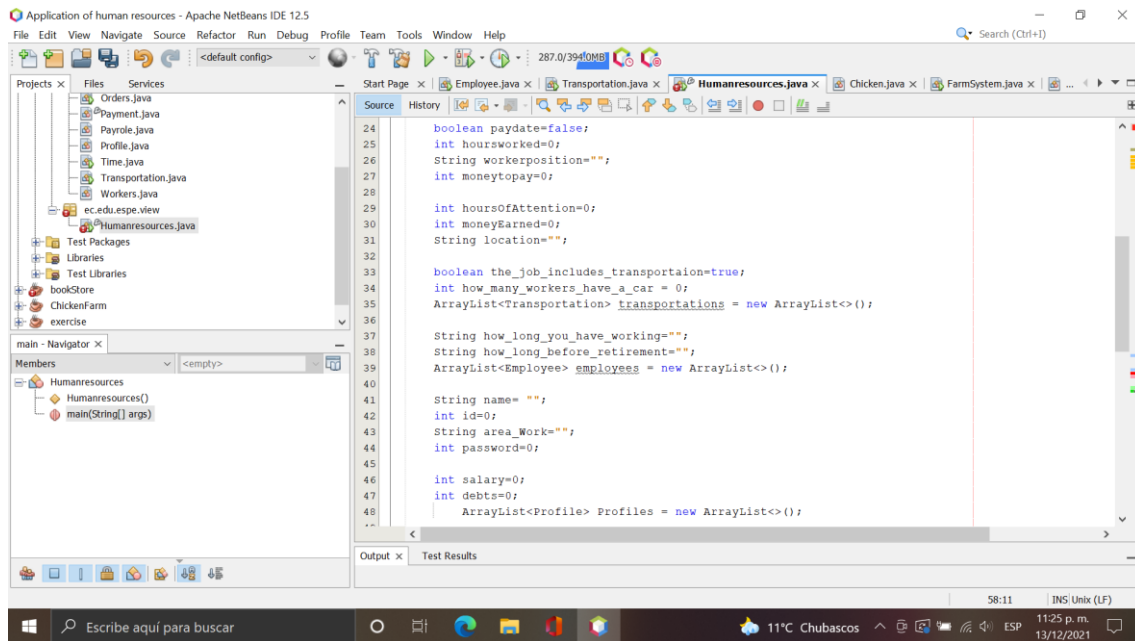 Application of human resources - Apache NetBeans IDE 12.5
File Edit View Navigate Source Refactor Run Debug Profile Team Tools Window Help
Search (Ctrl+I)
<default config>
287.0/394.0MB
Projects Files Services
Orders.java
Payment.java
Payrole.java
Profile.java
Time.java
Transportation.java
Workers.java
ec.edu.espe.view
Humanresources.java
Test Packages
Libraries
Test Libraries
bookStore
ChickenFarm
exercise
main - Navigator
Members <empty>
Humanresources
Humanresources()
main(String[] args)
Start Page Employee.java Transportation.java Humanresources.java Chicken.java FarmSystem.java ...
Source History
24 boolean paydate=false;
25 int hoursworked=0;
26 String workerposition="";
27 int moneytopay=0;
28
29 int hoursOfAttention=0;
30 int moneyEarned=0;
31 String location="";
32
33 boolean the_job_includes_transportaion=true;
34 int how_many_workers_have_a_car = 0;
35 ArrayList<Transportation> transportations = new ArrayList<>();
36
37 String how_long_you_have_working="";
38 String how_long_before_retirement="";
39 ArrayList<Employee> employees = new ArrayList<>();
40
41 String name= "";
42 int id=0;
43 String area_Work="";
44 int password=0;
45
46 int salary=0;
47 int debts=0;
48 ArrayList<Profile> Profiles = new ArrayList<>();
Output Test Results
58:11 INS Unix (LF)
Escribe aquí para buscar
11°C Chubascos
ESP
11:25 p. m.
13/12/2021